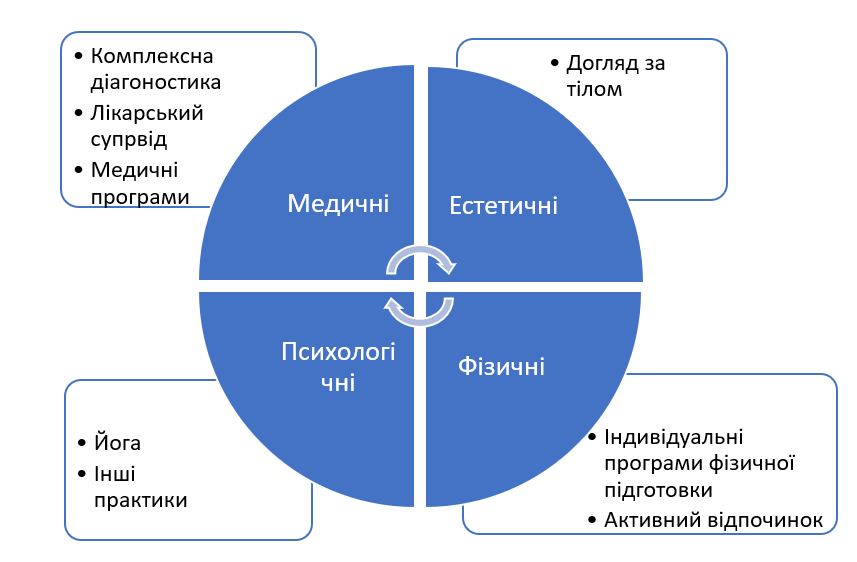 • Комплексна
діагоностика
• Лікарський
супрвід
• Медичні
програми
• Догляд за
тілом
Медичні
Естетичні
Психологі
чні
Фізичні
• Йога
• Інші
практики
• Індивідуальні
програми фізичної
підготовки
• Активний відпочинок